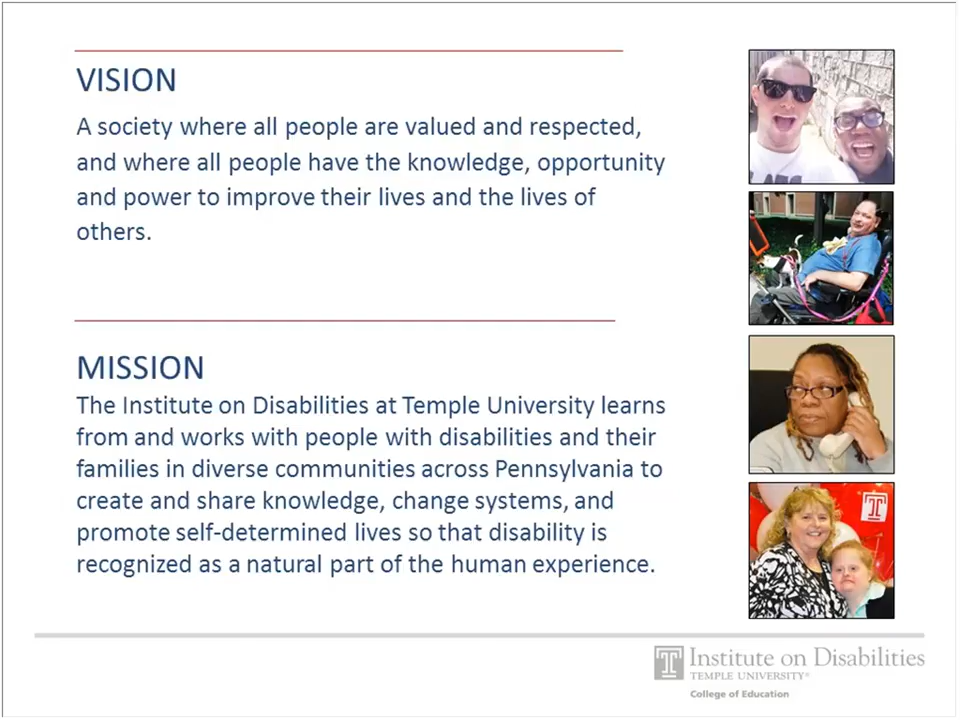 VISION
A society where all people are valued and respected,
and where all people have the knowledge, opportunity
and power to improve their lives and the lives of
others.
MISSION
The Institute on Disabilities at Temple University learns
from and works with people with disabilities and their
families in diverse communities across Pennsylvania to
create and share knowledge, change systems, and
promote self-determined lives so that disability is
recognized as a natural part of the human experience.
Institute on Disabilities
TEMPLE UNIVERSITY®
College of Education